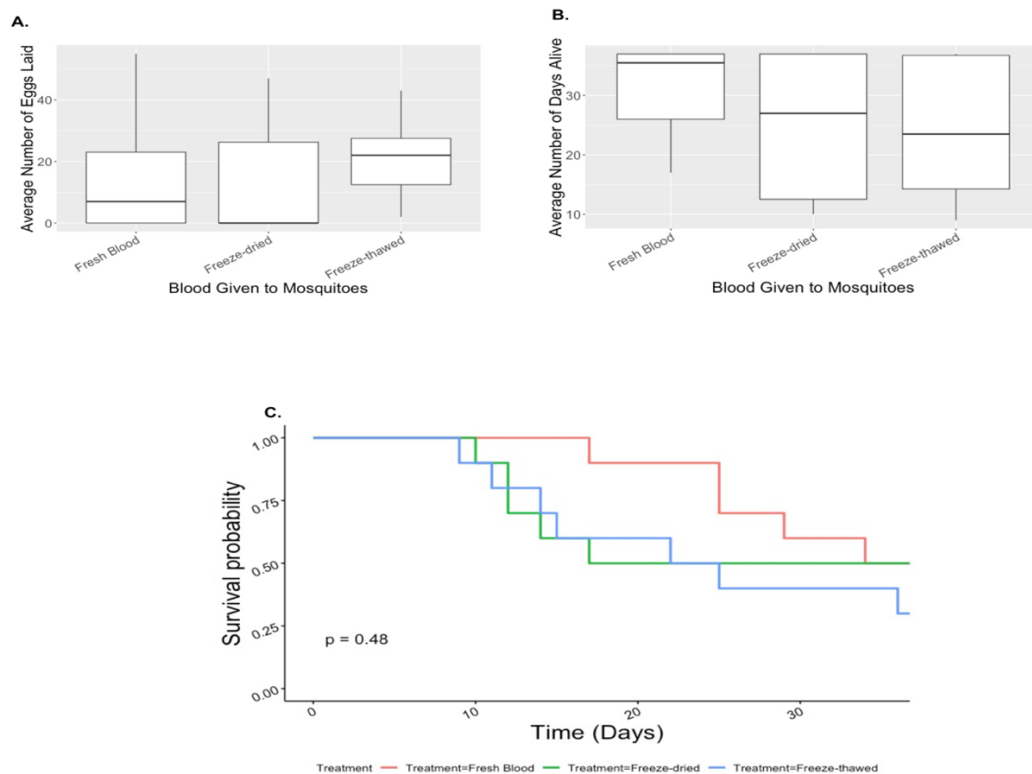 A.
Average Number of Eggs Laid
40
20
0
Fresh Blood
Freeze-dried
Freeze-thawed
Blood Given to Mosquitoes
B.
Average Number of Days Alive
30
20
10
Fresh Blood
Freeze-dried
Freeze-thawed
Blood Given to Mosquitoes
C.
Survival probability
1.00
0.75
0.50
0.25
0.00
p = 0.48
0
10
20
30
Time (Days)
Treatment Treatment=Fresh Blood Treatment=Freeze-dried Treatment=Freeze-thawed